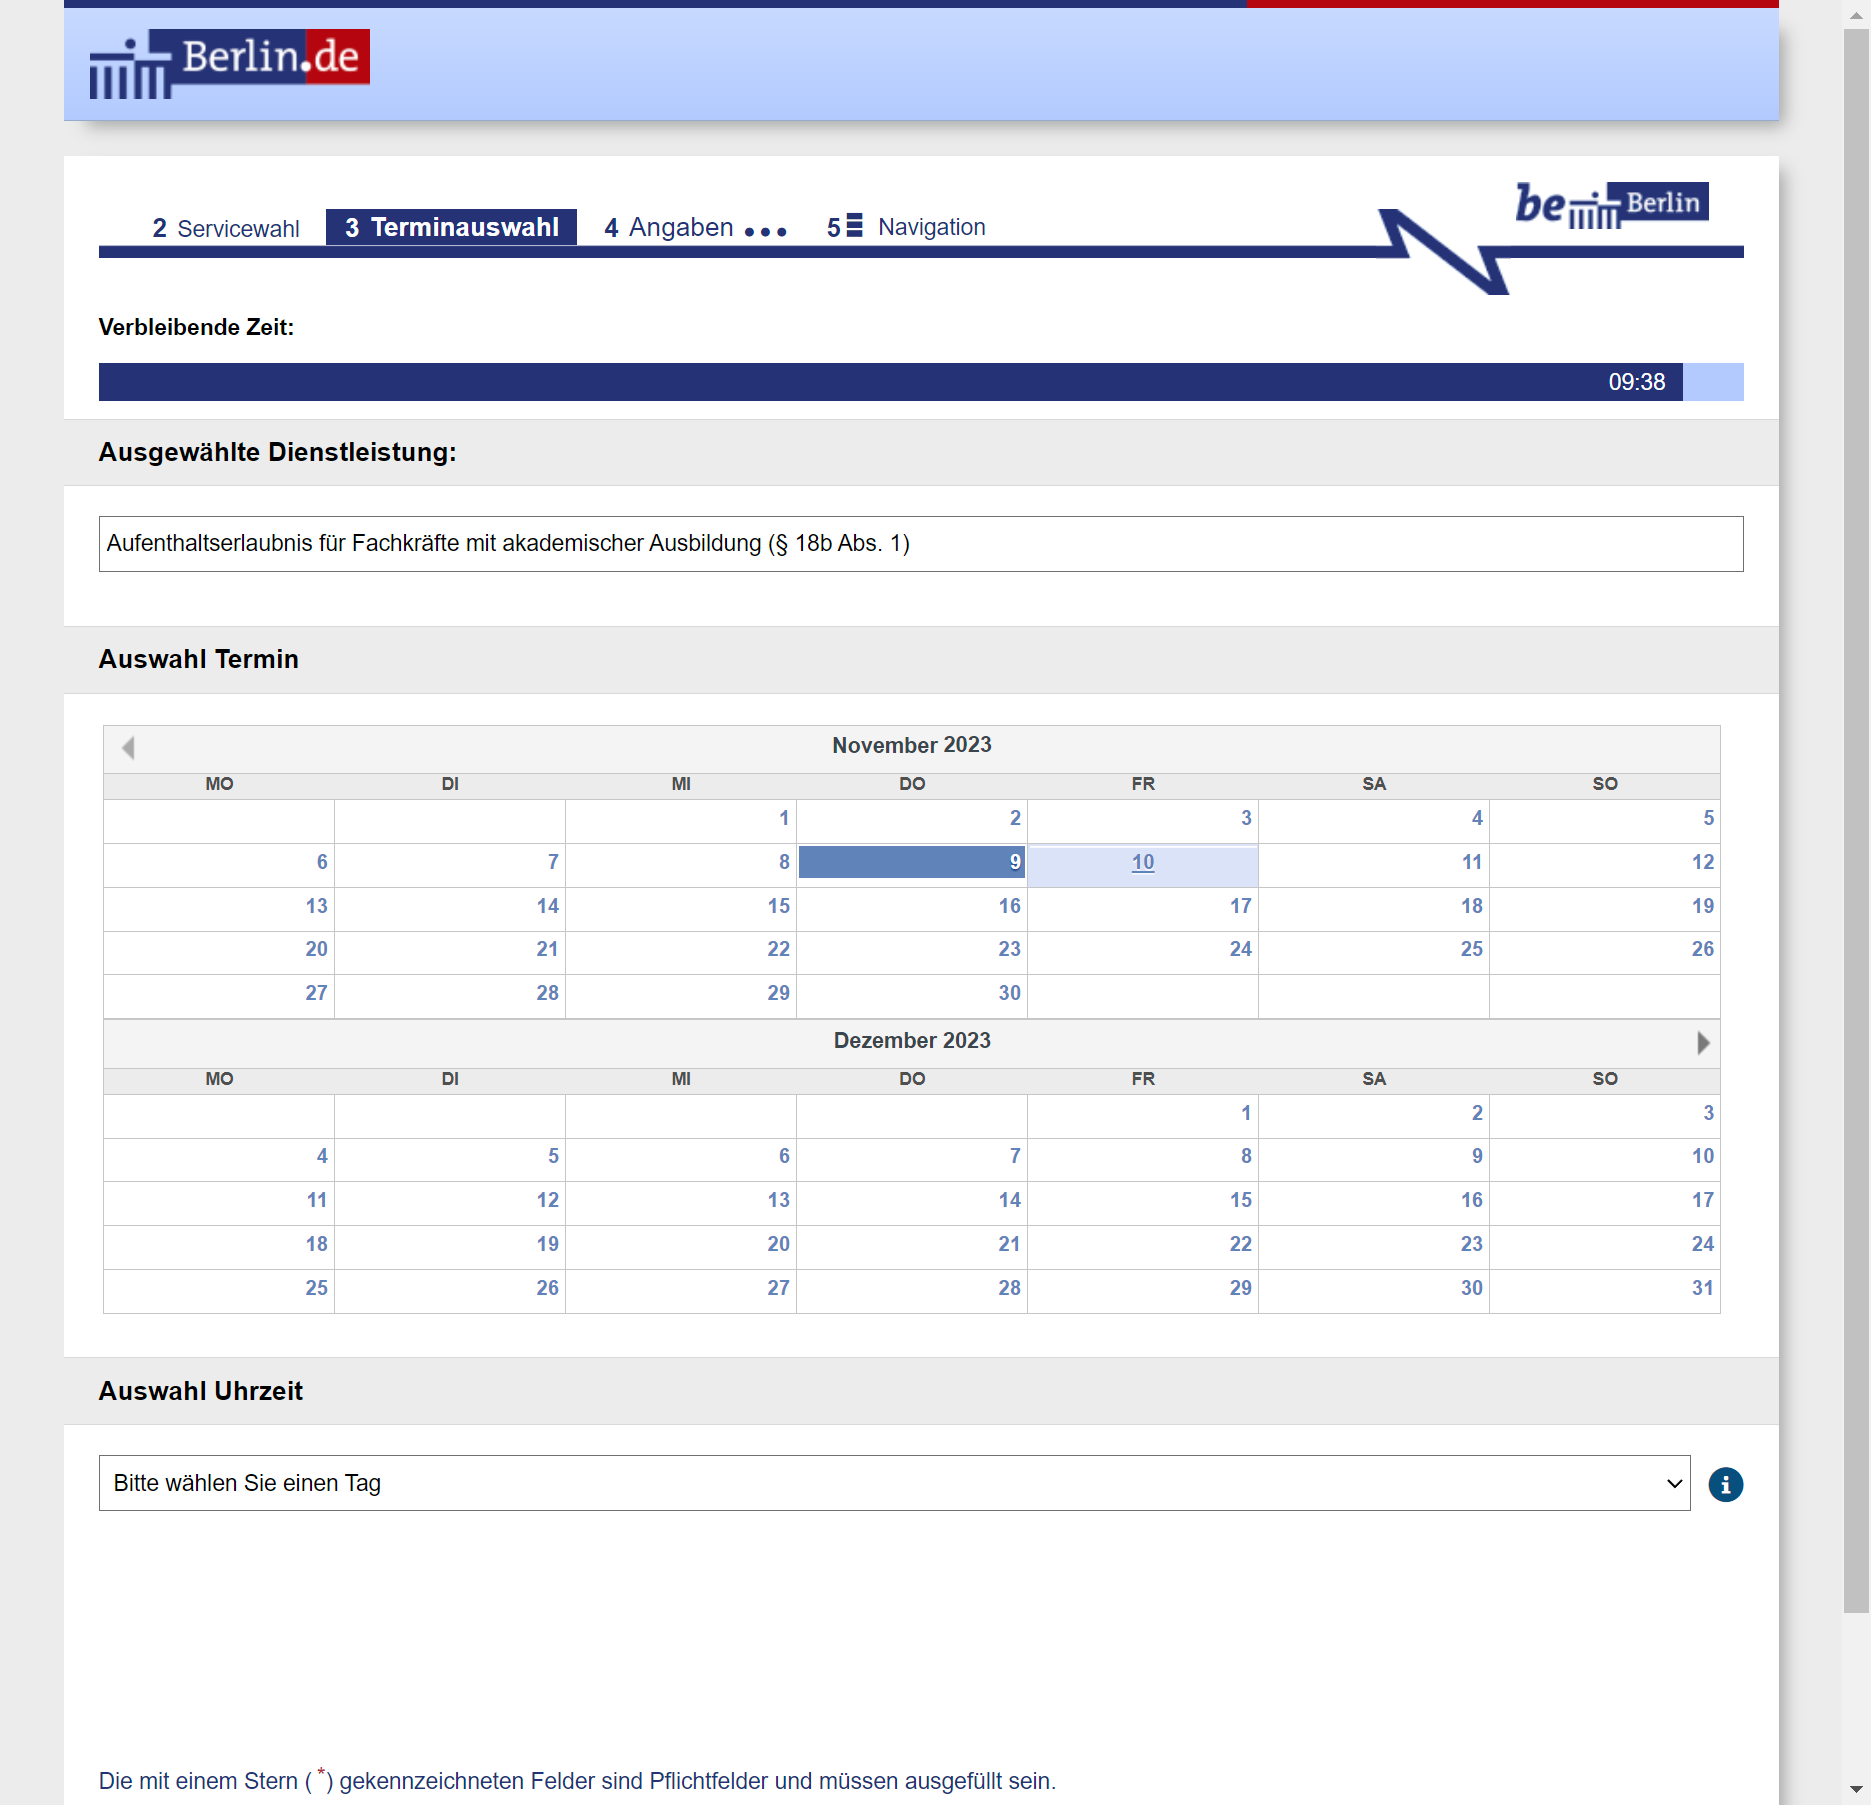 Berlin.de
be Berlin
2 Servicewahl 3 Terminauswahl 4 Angaben ... 5 Navigation
Verbleibende Zeit:
09:38
Ausgewählte Dienstleistung:
Aufenthaltserlaubnis für Fachkräfte mit akademischer Ausbildung (§ 18b Abs. 1)
Auswahl Termin
November 2023
MO DI MI DO FR SA SO
1 2 3 4 5
6 7 8 9 10 11 12
13 14 15 16 17 18 19
20 21 22 23 24 25 26
27 28 29 30
Dezember 2023
MO DI MI DO FR SA SO
1 2 3
4 5 6 7 8 9 10
11 12 13 14 15 16 17
18 19 20 21 22 23 24
25 26 27 28 29 30 31
Auswahl Uhrzeit
Bitte wählen Sie einen Tag
i
Die mit einem Stern ( *) gekennzeichneten Felder sind Pflichtfelder und müssen ausgefüllt sein.